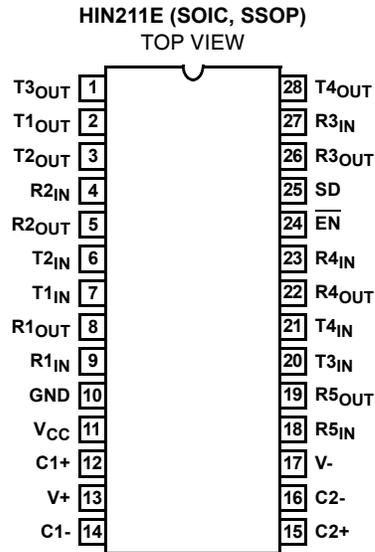 HIN211E (SOIC, SSOP)
TOP VIEW
T3OUT 1 28 T4OUT
T1OUT 2 27 R3IN
T2OUT 3 26 R3OUT
R2IN 4 25 SD
R2OUT 5 24 E̅N̅
T2IN 6 23 R4IN
T1IN 7 22 R4OUT
R1OUT 8 21 T4IN
R1IN 9 20 T3IN
GND 10 19 R5OUT
VCC 11 18 R5IN
C1+ 12 17 V-
V+ 13 16 C2-
C1- 14 15 C2+